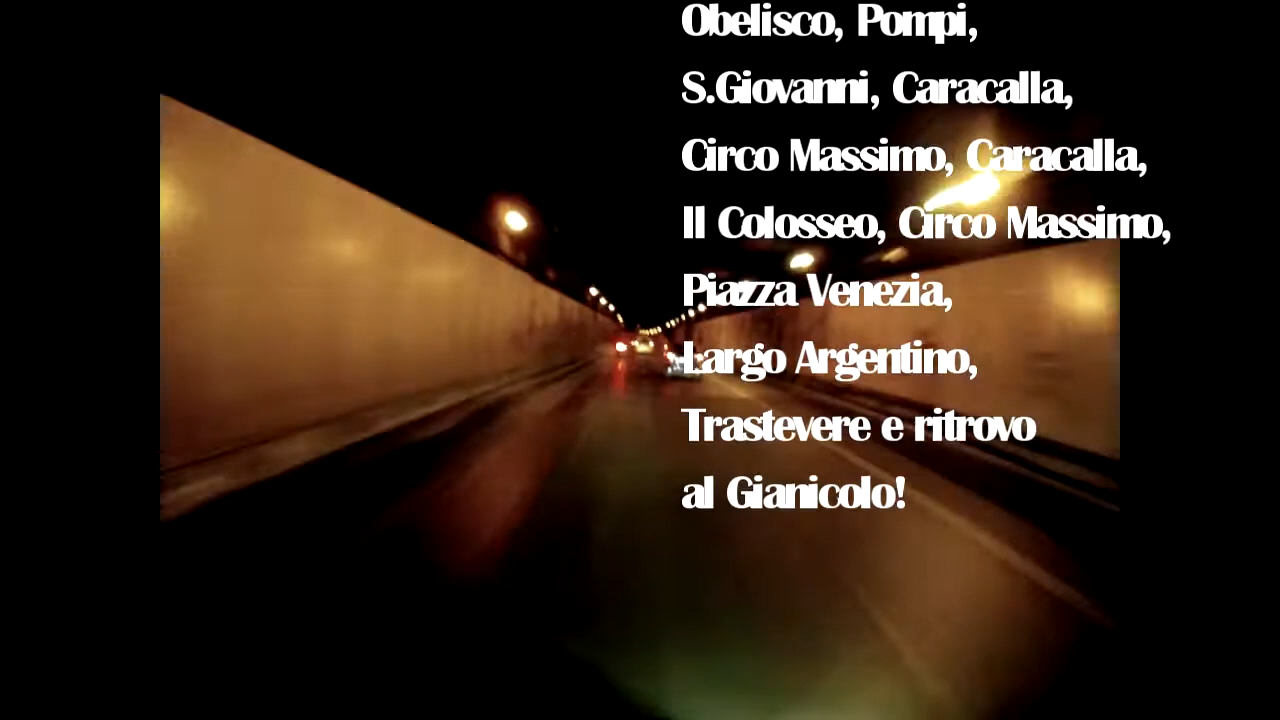 Obelisco, Pompi,
S.Giovanni, Caracalla,
Circo Massimo, Caracalla,
Il Colosseo, Circo Massimo,
Piazza Venezia,
Largo Argentino,
Trastevere e ritrovo
al Gianicolo!